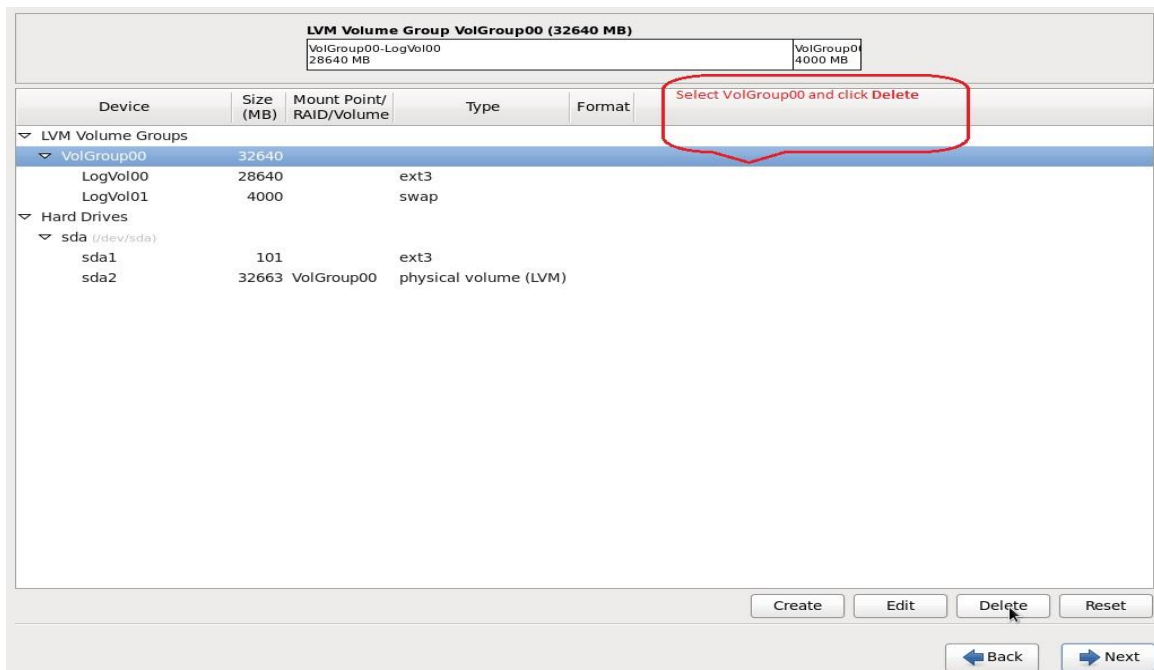 LVM Volume Group VolGroup00 (32640 MB)
VolGroup00-LogVol00 VolGroup0
28640 MB 4000 MB
Select VolGroup00 and click Delete
Device Size (MB) Mount Point/ RAID/Volume Type Format
LVM Volume Groups
VolGroup00 32640
LogVol00 28640 ext3
LogVol01 4000 swap
Hard Drives
sda (/dev/sda)
sda1 101 ext3
sda2 32663 VolGroup00 physical volume (LVM)
Create Edit Delete Reset
Back Next